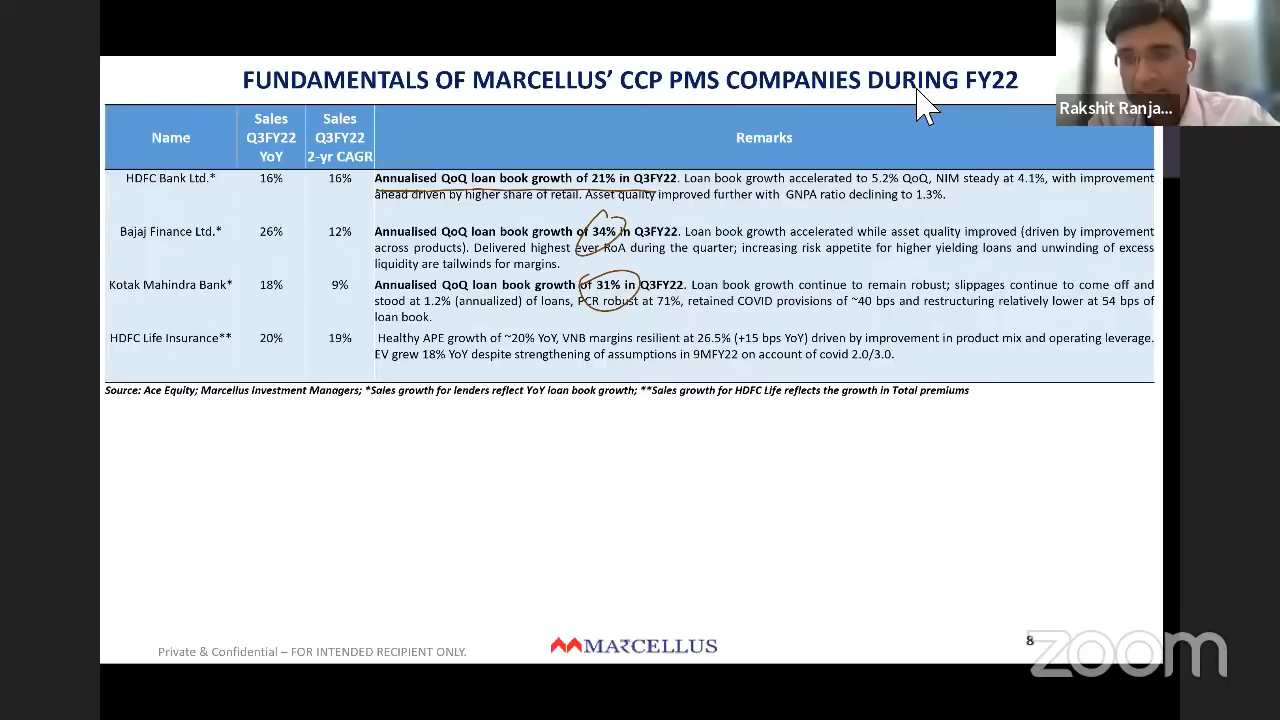 FUNDAMENTALS OF MARCELLUS' CCP PMS COMPANIES DURING FY22
Rakshit Ranja...
Name
Sales
Q3FY22
YoY
Sales
Q3FY22
2-yr CAGR
Remarks
HDFC Bank Ltd.*
16%
16%
Annualised QoQ loan book growth of 21% in Q3FY22. Loan book growth accelerated to 5.2% QoQ, NIM steady at 4.1%, with improvement
ahead driven by higher share of retail. Asset quality improved further with GNPA ratio declining to 1.3%.
Bajaj Finance Ltd.*
26%
12%
Annualised QoQ loan book growth of 34% in Q3FY22. Loan book growth accelerated while asset quality improved (driven by improvement
across products). Delivered highest ever RoA during the quarter; increasing risk appetite for higher yielding loans and unwinding of excess
liquidity are tailwinds for margins.
Kotak Mahindra Bank*
18%
9%
Annualised QoQ loan book growth of 31% in Q3FY22. Loan book growth continue to remain robust; slippages continue to come off and
stood at 1.2% (annualized) of loans, PCR robust at 71%, retained COVID provisions of ~40 bps and restructuring relatively lower at 54 bps of
loan book.
HDFC Life Insurance**
20%
19%
Healthy APE growth of ~20% YoY, VNB margins resilient at 26.5% (+15 bps YoY) driven by improvement in product mix and operating leverage.
EV grew 18% YoY despite strengthening of assumptions in 9MFY22 on account of covid 2.0/3.0.
Source: Ace Equity; Marcellus Investment Managers; *Sales growth for lenders reflect YoY loan book growth; **Sales growth for HDFC Life reflects the growth in Total premiums
Private & Confidential – FOR INTENDED RECIPIENT ONLY.
MARCELLUS
8
zoom